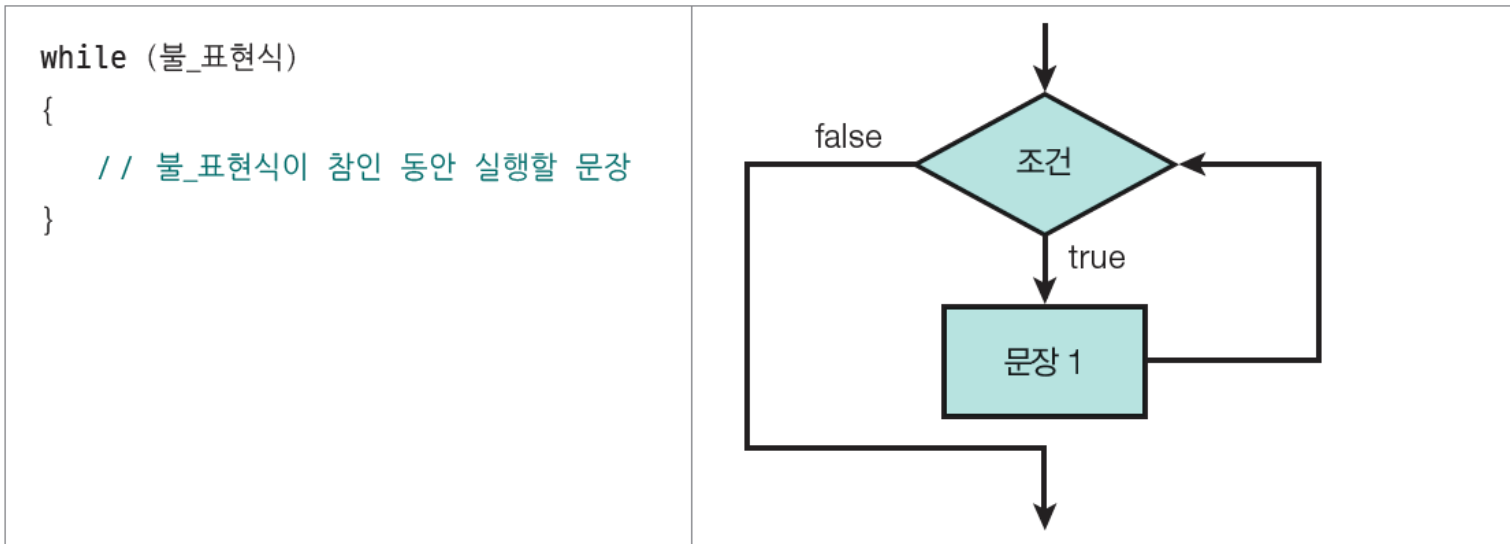 while (불_표현식)
{
// 불_표현식이 참인 동안 실행할 문장
}
false
조건
true
문장 1